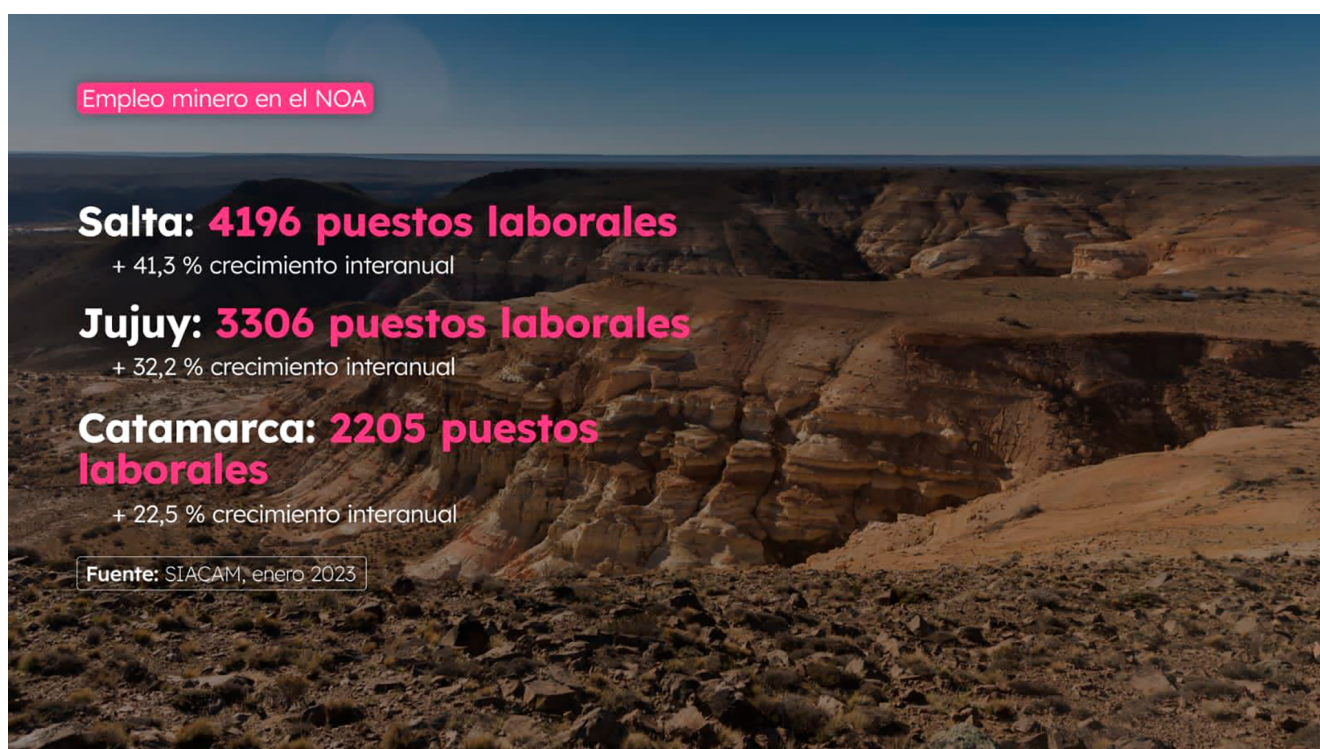 Empleo minero en el NOA
Salta: 4196 puestos laborales
+ 41,3 % crecimiento interanual
Jujuy: 3306 puestos laborales
+ 32,2 % crecimiento interanual
Catamarca: 2205 puestos
laborales
+ 22,5 % crecimiento interanual
Fuente: SIACAM, enero 2023